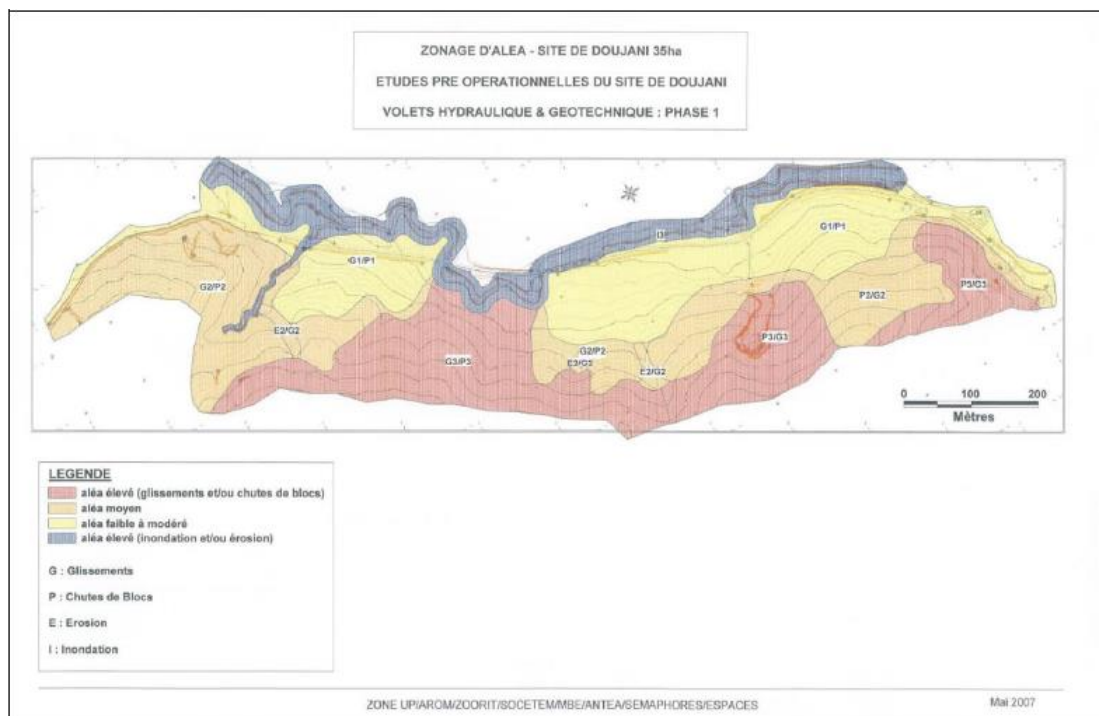 ZONAGE D'ALEA - SITE DE DOUJANI 35ha
ETUDES PRE OPERATIONNELLES DU SITE DE DOUJANI
VOLETS HYDRAULIQUE & GEOTECHNIQUE : PHASE 1
I3
G1/P1
G1/P1
G2/P2
P2/G2
P3/G3
E2/G2
G3/P3
G2/P2
E3/G3
E2/G2
P3/G3
0 100 200
Mètres
LEGENDE
aléa élevé (glissements et/ou chutes de blocs)
aléa moyen
aléa faible à modéré
aléa élevé (inondation et/ou érosion)
G : Glissements
P : Chutes de Blocs
E : Erosion
I : Inondation
ZONE UP/AROM/ZOORIT/SOCETEM/MBE/ANTEA/SEMAPHORES/ESPACES
Mai 2007